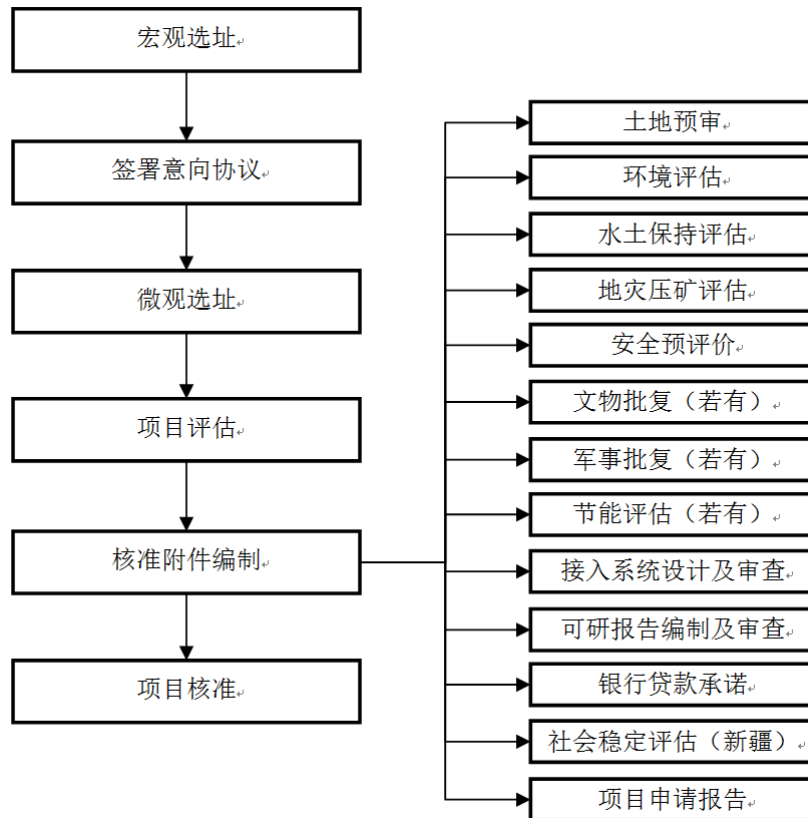 宏观选址
签署意向协议
微观选址
项目评估
核准附件编制
项目核准
土地预审
环境评估
水土保持评估
地灾压矿评估
安全预评价
文物批复（若有）
军事批复（若有）
节能评估（若有）
接入系统设计及审查
可研报告编制及审查
银行贷款承诺
社会稳定评估（新疆）
项目申请报告